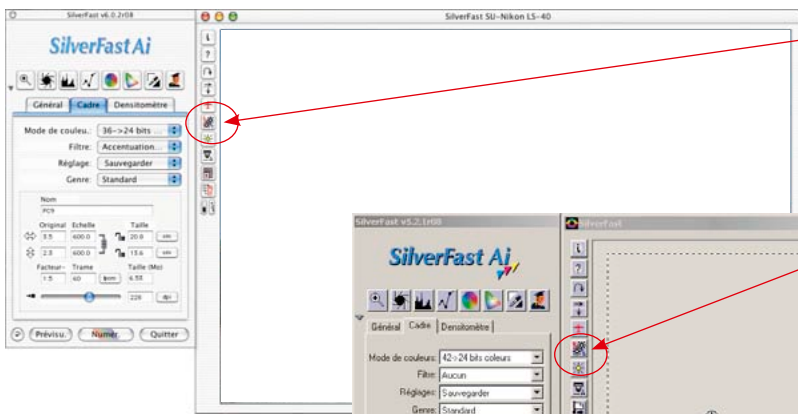 SilverFast v6.0.2r08
SilverFast Ai
Général Cadre Densitomètre
Mode de couleu.: 36->24 bits ...
Filtre: Accentuation...
Réglage: Sauvegarder
Genre: Standard
Nom
PC9
Original Echelle Taille
3.5 600.0 20.0 cm
2.3 600.0 13.6 cm
Facteur- Trame Taille (Mo)
1.5 60 lpcm 6.55
226 dpi
Prévisu. Numér. Quitter
SilverFast SU-Nikon LS-40
SilverFast v5.2.1r08
SilverFast Ai
Général Cadre Densitomètre
Mode de couleurs: 42->24 bits coleurs
Filtre: Aucun
Réglages: Sauvegarder
Genre: Standard
SilverFast